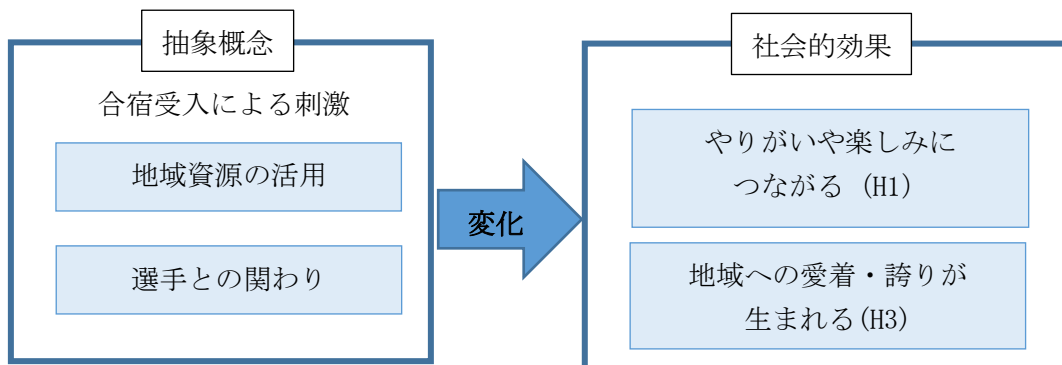 抽象概念
合宿受入による刺激
地域資源の活用
選手との関わり
変化
社会的効果
やりがいや楽しみに
つながる (H1)
地域への愛着・誇りが
生まれる(H3)